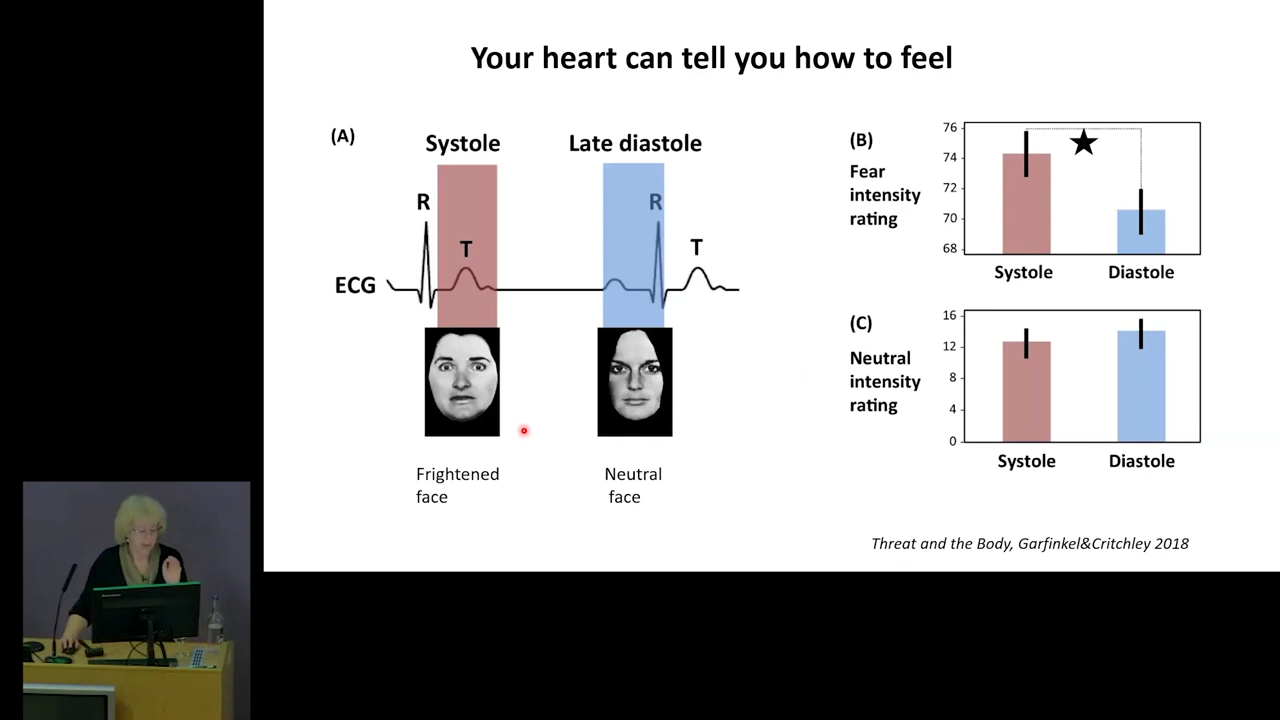 Your heart can tell you how to feel
(A)
Systole
Late diastole
R
R
T
T
ECG
Frightened
face
Neutral
face
(B)
Fear
intensity
rating
76
74
72
70
68
Systole
Diastole
(C)
Neutral
intensity
rating
16
12
8
4
0
Systole
Diastole
Threat and the Body, Garfinkel&Critchley 2018